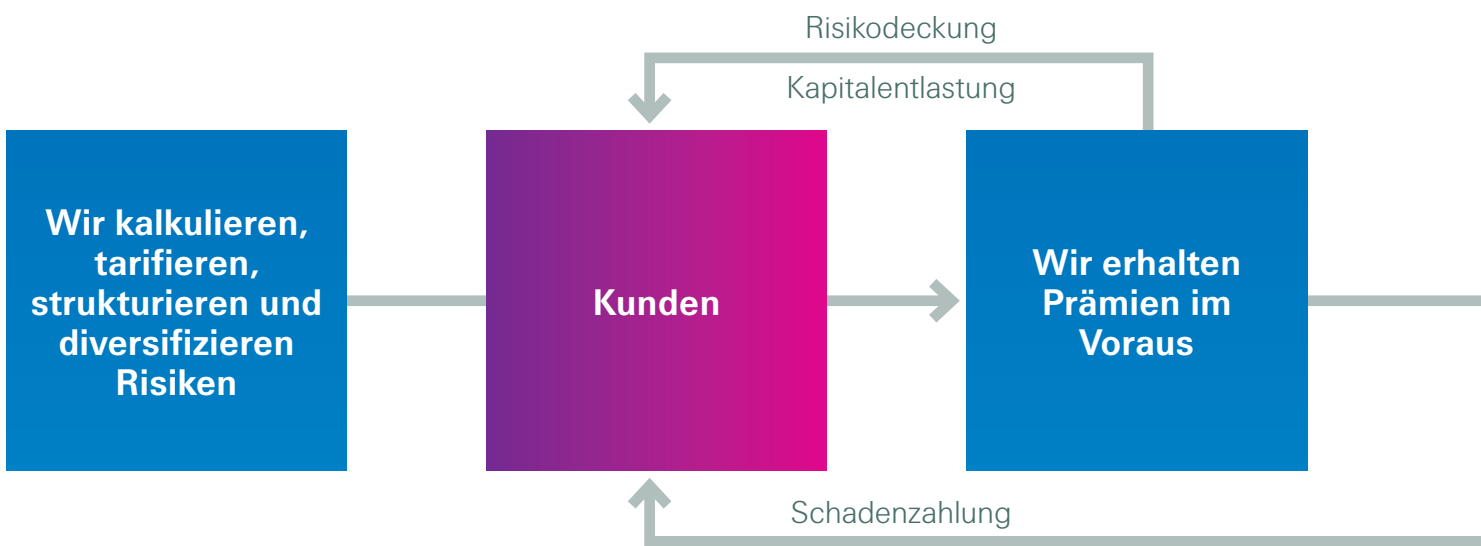 Risikodeckung
Kapitalentlastung
Wir kalkulieren,
tarifieren,
strukturieren und
diversifizieren
Risiken
Kunden
Wir erhalten
Prämien im
Voraus
Schadenzahlung